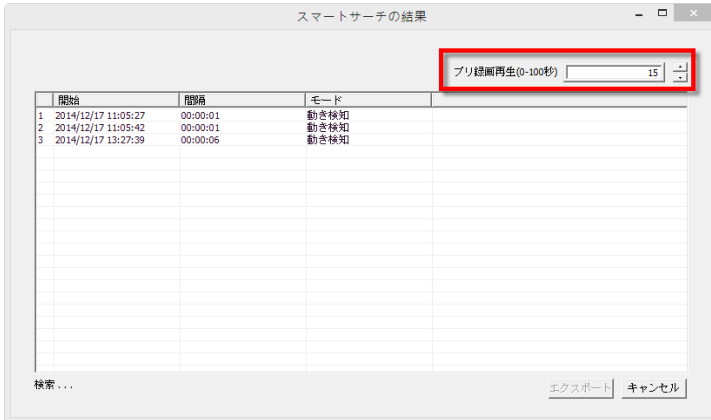 スマートサーチの結果
プリ録画再生(0-100秒) 15
開始 間隔 モード
1 2014/12/17 11:05:27 00:00:01 動き検知
2 2014/12/17 11:05:42 00:00:01 動き検知
3 2014/12/17 13:27:39 00:00:06 動き検知
検索 . . . エクスポート キャンセル